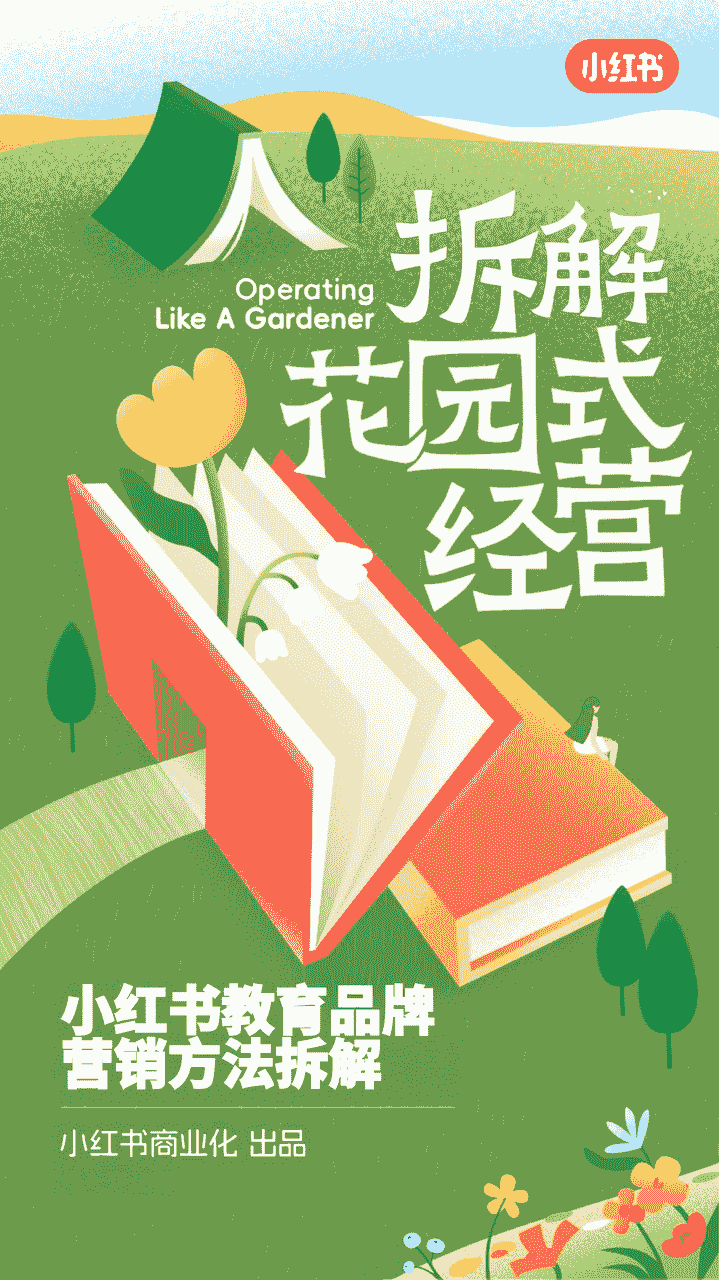 小红书
拆解
Operating
Like A Gardener
花园式
经营
小红书教育品牌
营销方法拆解
小红书商业化 出品